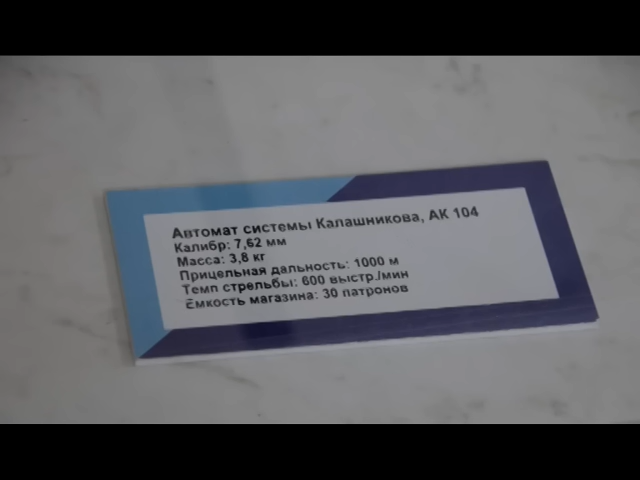 Автомат системы Калашникова, АК 104
Калибр: 7,62 мм
Масса: 3,8 кг
Прицельная дальность: 1000 м
Темп стрельбы: 600 выстр./мин
Ёмкость магазина: 30 патронов